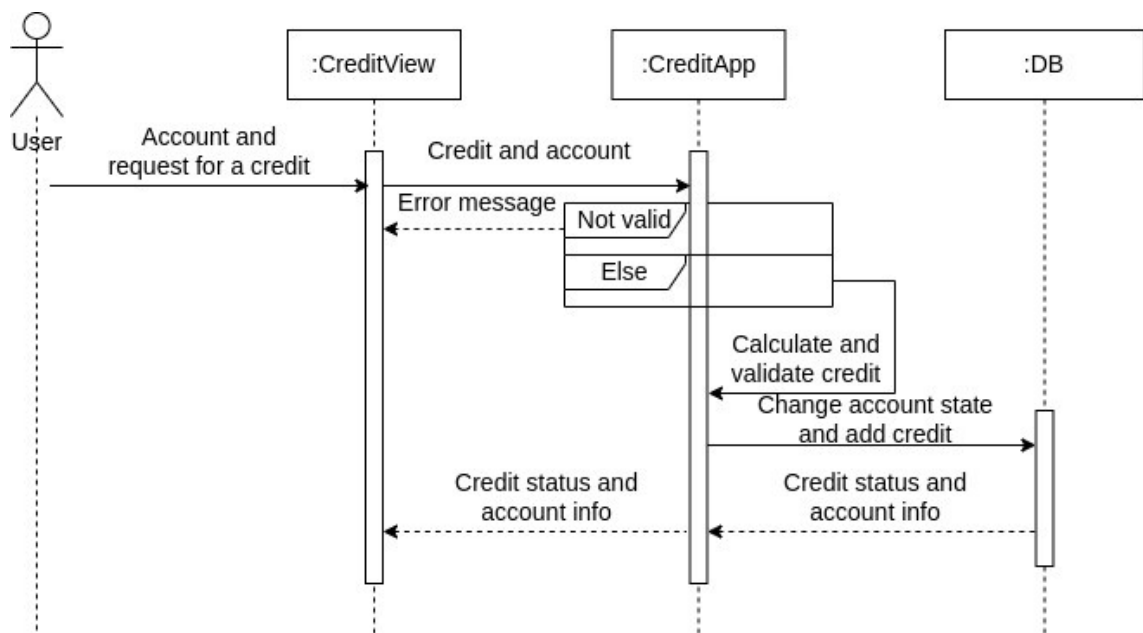 :CreditView
:CreditApp
:DB
User
Account and
request for a credit
Credit and account
Error message
Not valid
Else
Calculate and
validate credit
Change account state
and add credit
Credit status and
account info
Credit status and
account info